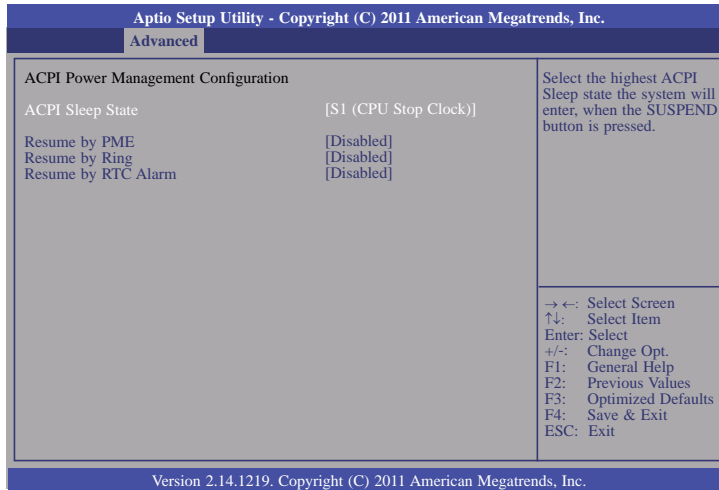 Aptio Setup Utility - Copyright (C) 2011 American Megatrends, Inc.
Advanced
ACPI Power Management Configuration
ACPI Sleep State [S1 (CPU Stop Clock)]
Resume by PME [Disabled]
Resume by Ring [Disabled]
Resume by RTC Alarm [Disabled]
Select the highest ACPI
Sleep state the system will
enter, when the SUSPEND
button is pressed.
→ ←: Select Screen
↑↓: Select Item
Enter: Select
+/-: Change Opt.
F1: General Help
F2: Previous Values
F3: Optimized Defaults
F4: Save & Exit
ESC: Exit
Version 2.14.1219. Copyright (C) 2011 American Megatrends, Inc.